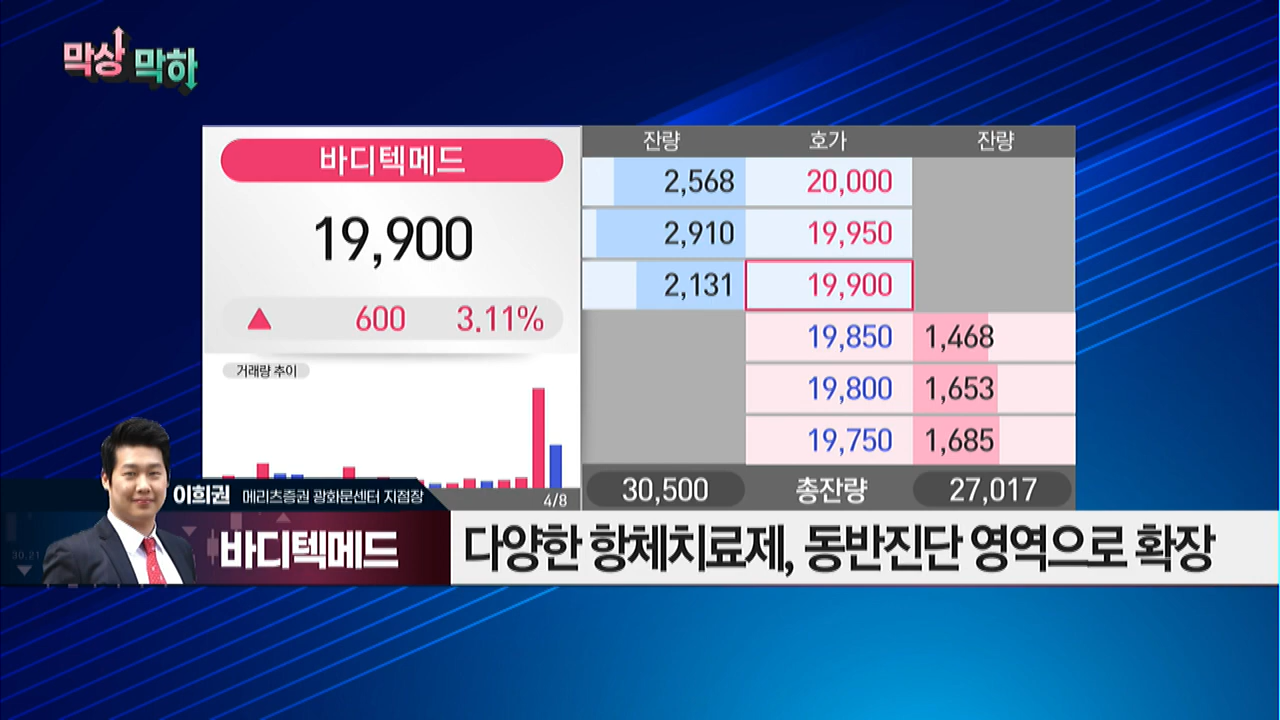 막상 막하
바디텍메드
19,900
▲ 600 3.11%
거래량 추이
4/8
잔량 호가 잔량
2,568 20,000
2,910 19,950
2,131 19,900
19,850 1,468
19,800 1,653
19,750 1,685
30,500 총잔량 27,017
이희권 메리츠증권 광화문센터 지점장
30.21
바디텍메드
다양한 항체치료제, 동반진단 영역으로 확장